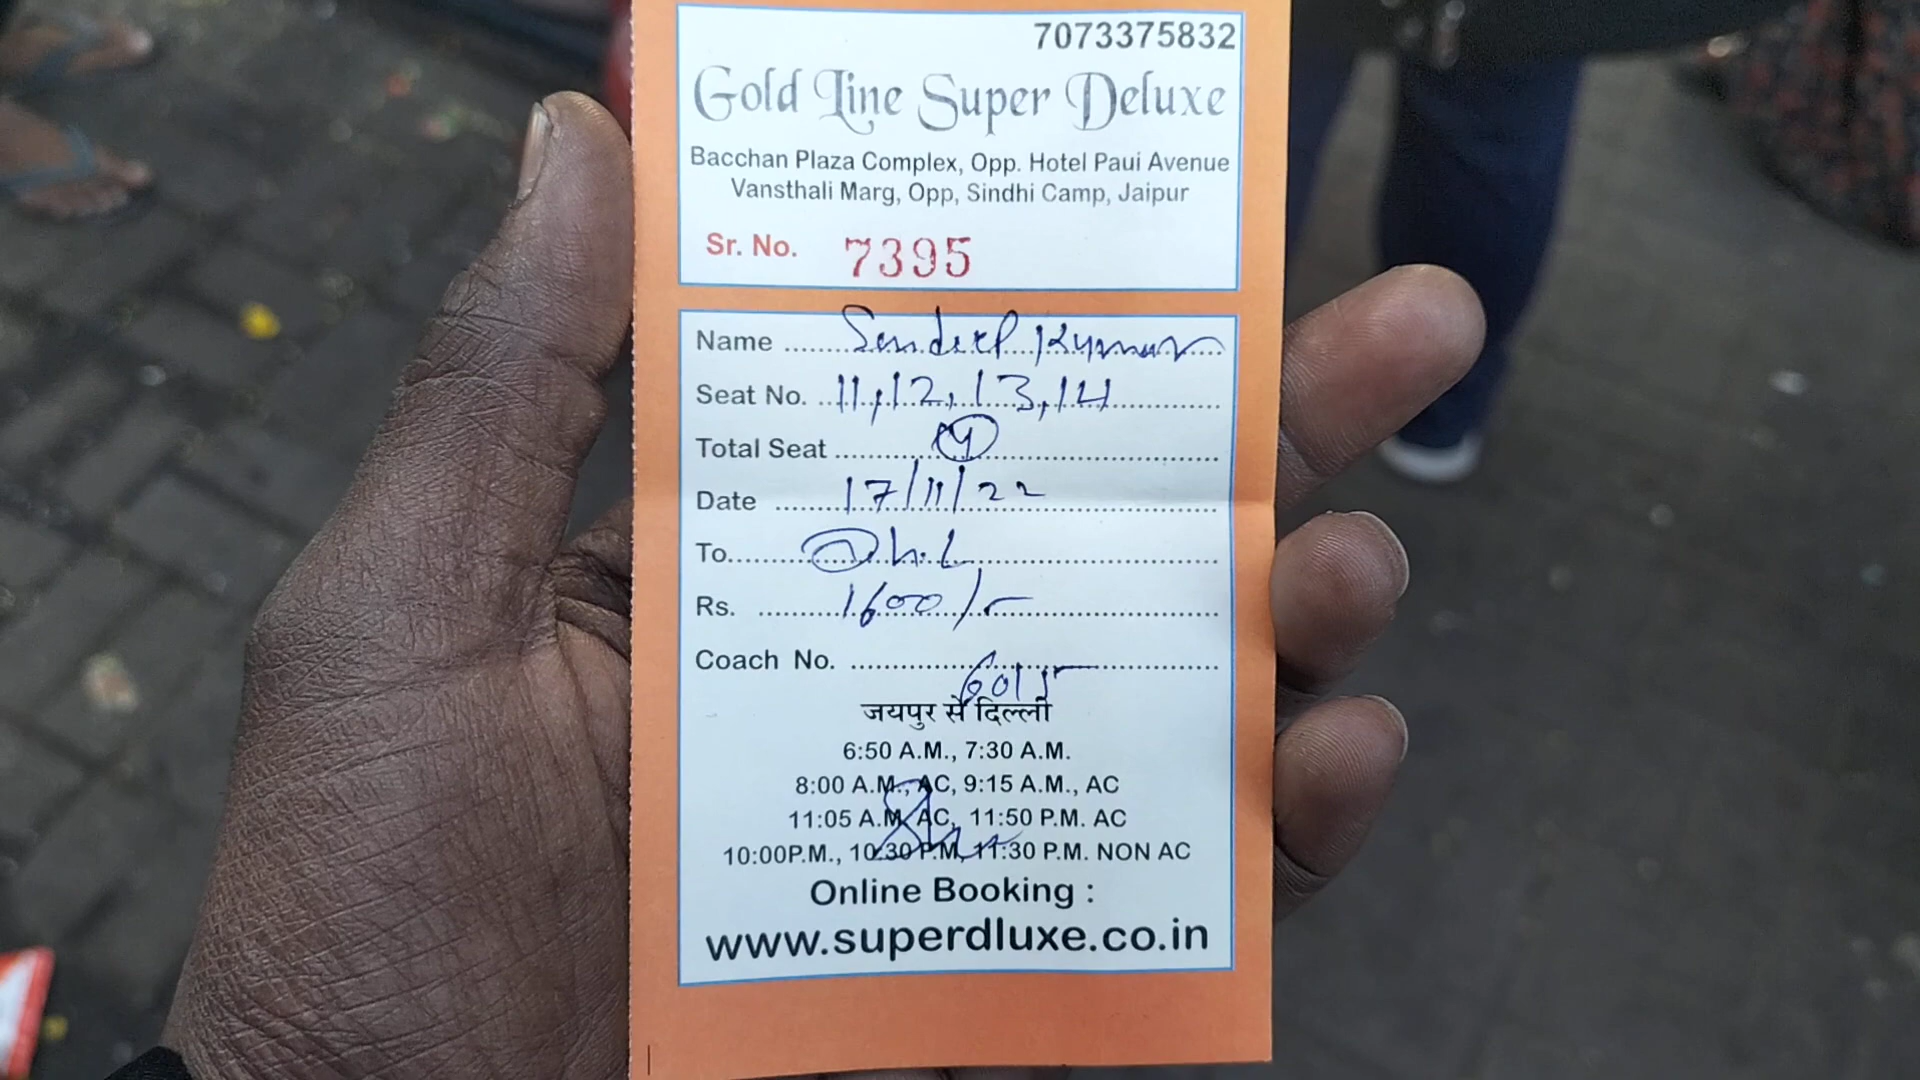 7073375832
Gold Line Super Deluxe
Bacchan Plaza Complex, Opp. Hotel Paui Avenue
Vansthali Marg, Opp, Sindhi Camp, Jaipur
Sr. No. 7395
Name ........ Sandeep Kumar
Seat No. .. 11, 12, 13, 14
Total Seat .......... 4
Date ....... 17/11/22
To........ Dhl
Rs. ........ 1600/-
Coach No. ............
जयपुर से दिल्ली
6:50 A.M., 7:30 A.M.
8:00 A.M., AC, 9:15 A.M., AC
11:05 A.M AC, 11:50 P.M. AC
10:00P.M., 10:30 P.M, 11:30 P.M. NON AC
Online Booking :
www.superdluxe.co.in